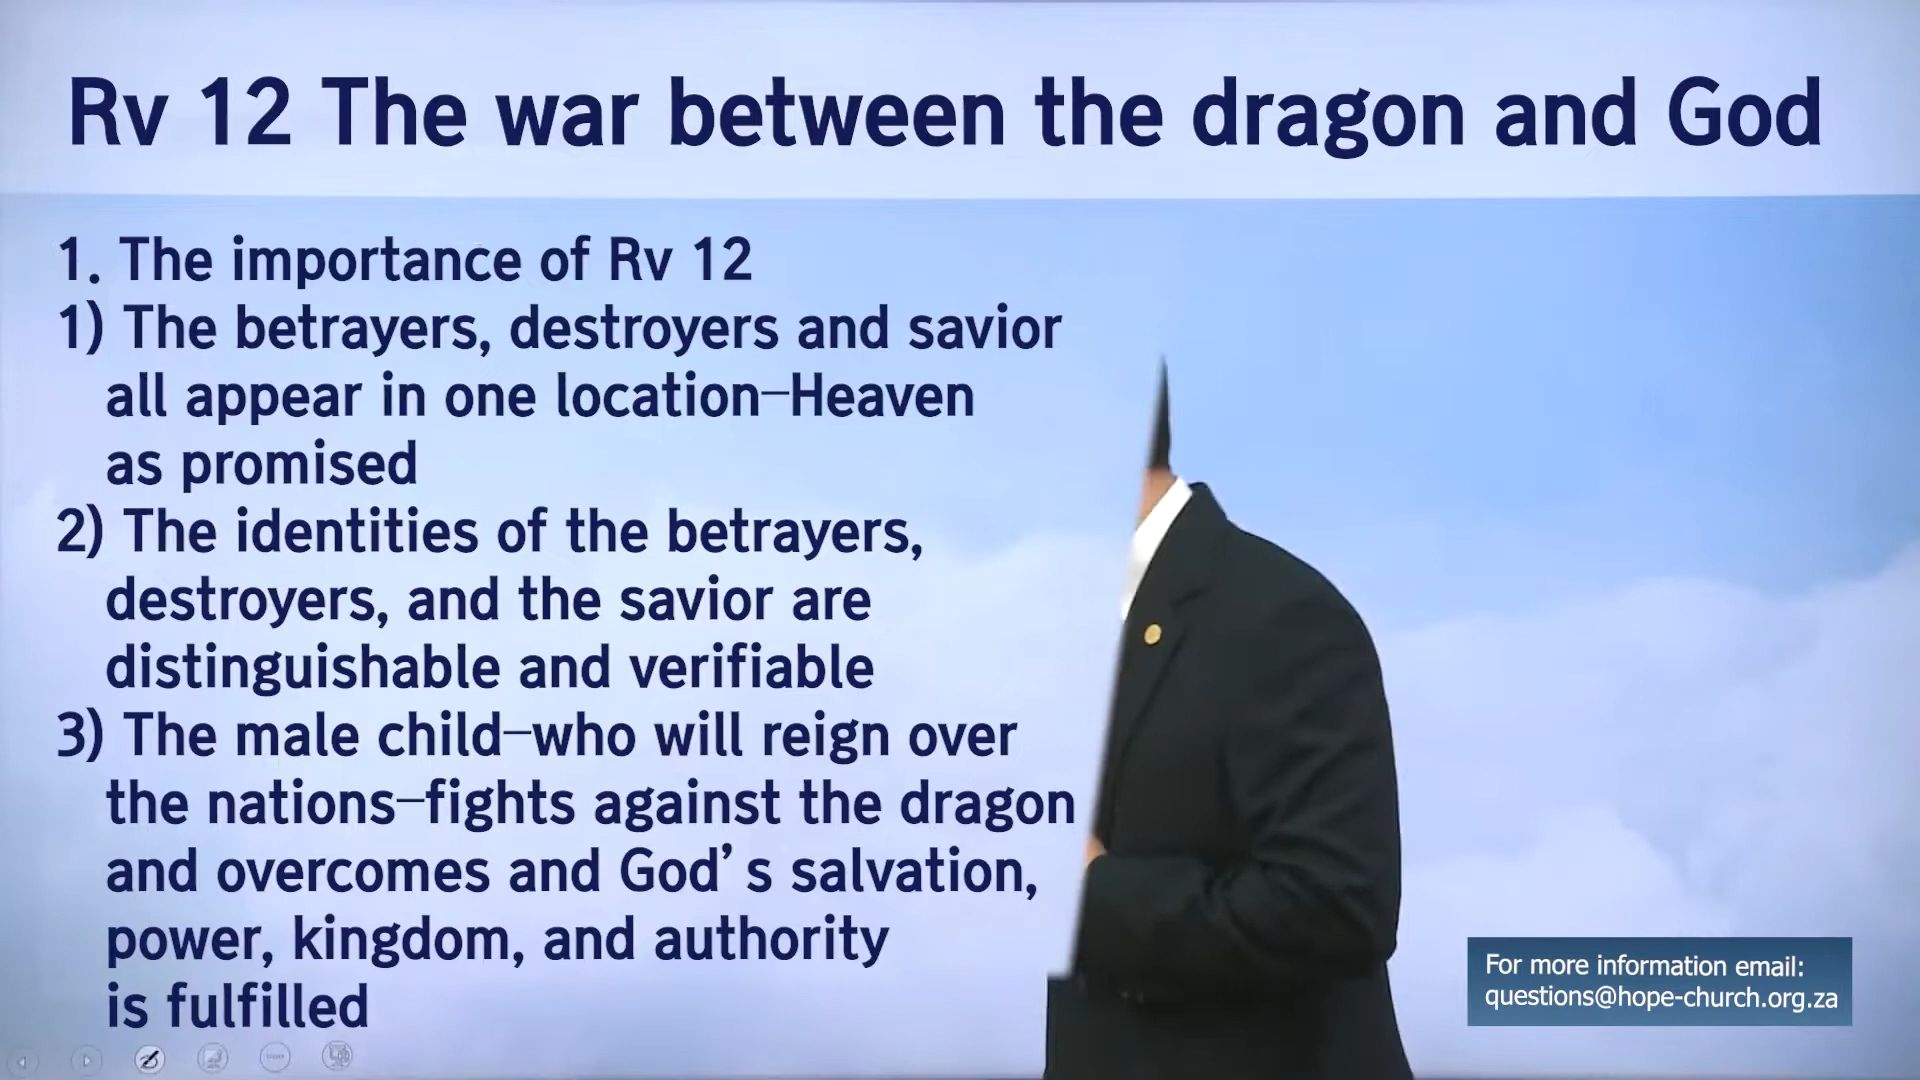 Rv 12 The war between the dragon and God
1. The importance of Rv 12
1) The betrayers, destroyers and savior
all appear in one location–Heaven
as promised
2) The identities of the betrayers,
destroyers, and the savior are
distinguishable and verifiable
3) The male child–who will reign over
the nations–fights against the dragon
and overcomes and God's salvation,
power, kingdom, and authority
is fulfilled
For more information email:
questions@hope-church.org.za